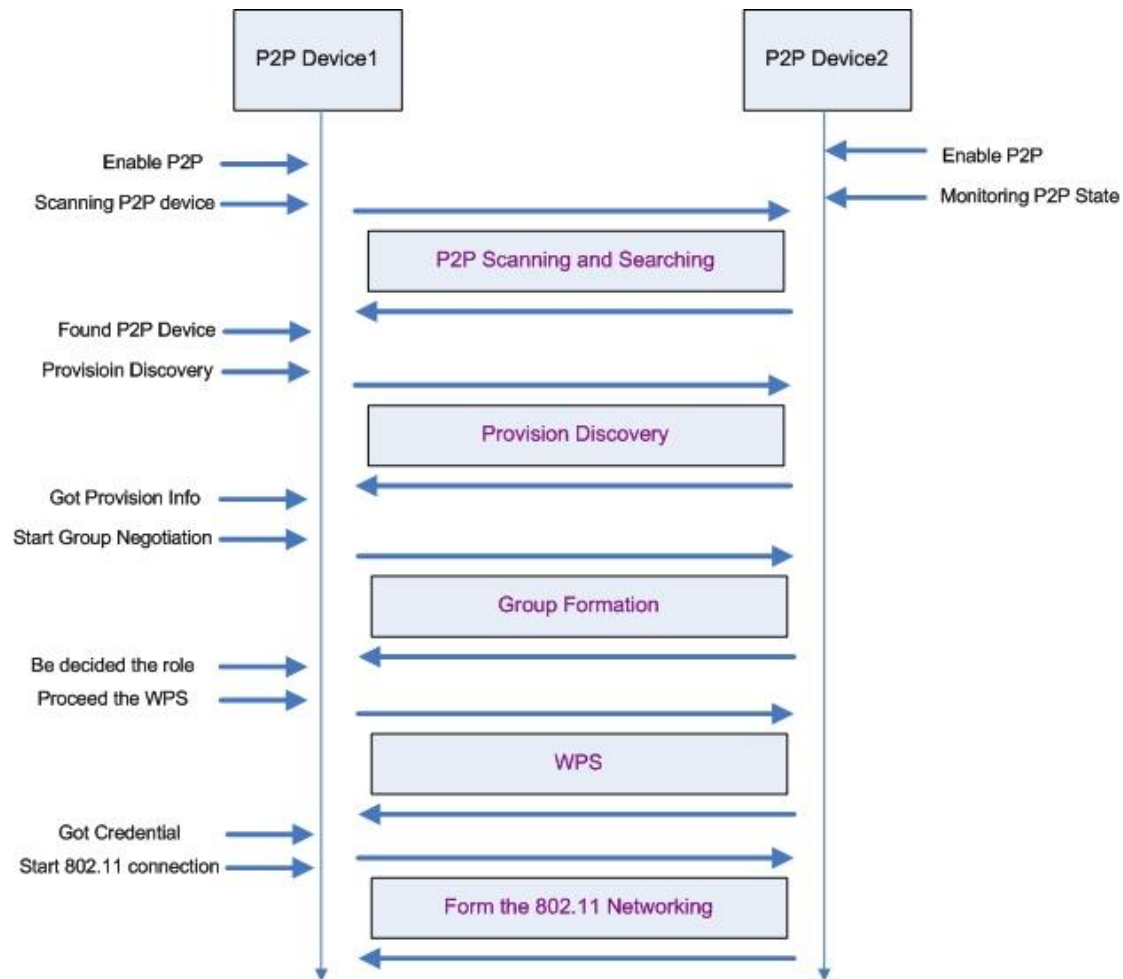 P2P Device1
P2P Device2
Enable P2P
Enable P2P
Scanning P2P device
Monitoring P2P State
P2P Scanning and Searching
Found P2P Device
Provisioin Discovery
Provision Discovery
Got Provision Info
Start Group Negotiation
Group Formation
Be decided the role
Proceed the WPS
WPS
Got Credential
Start 802.11 connection
Form the 802.11 Networking